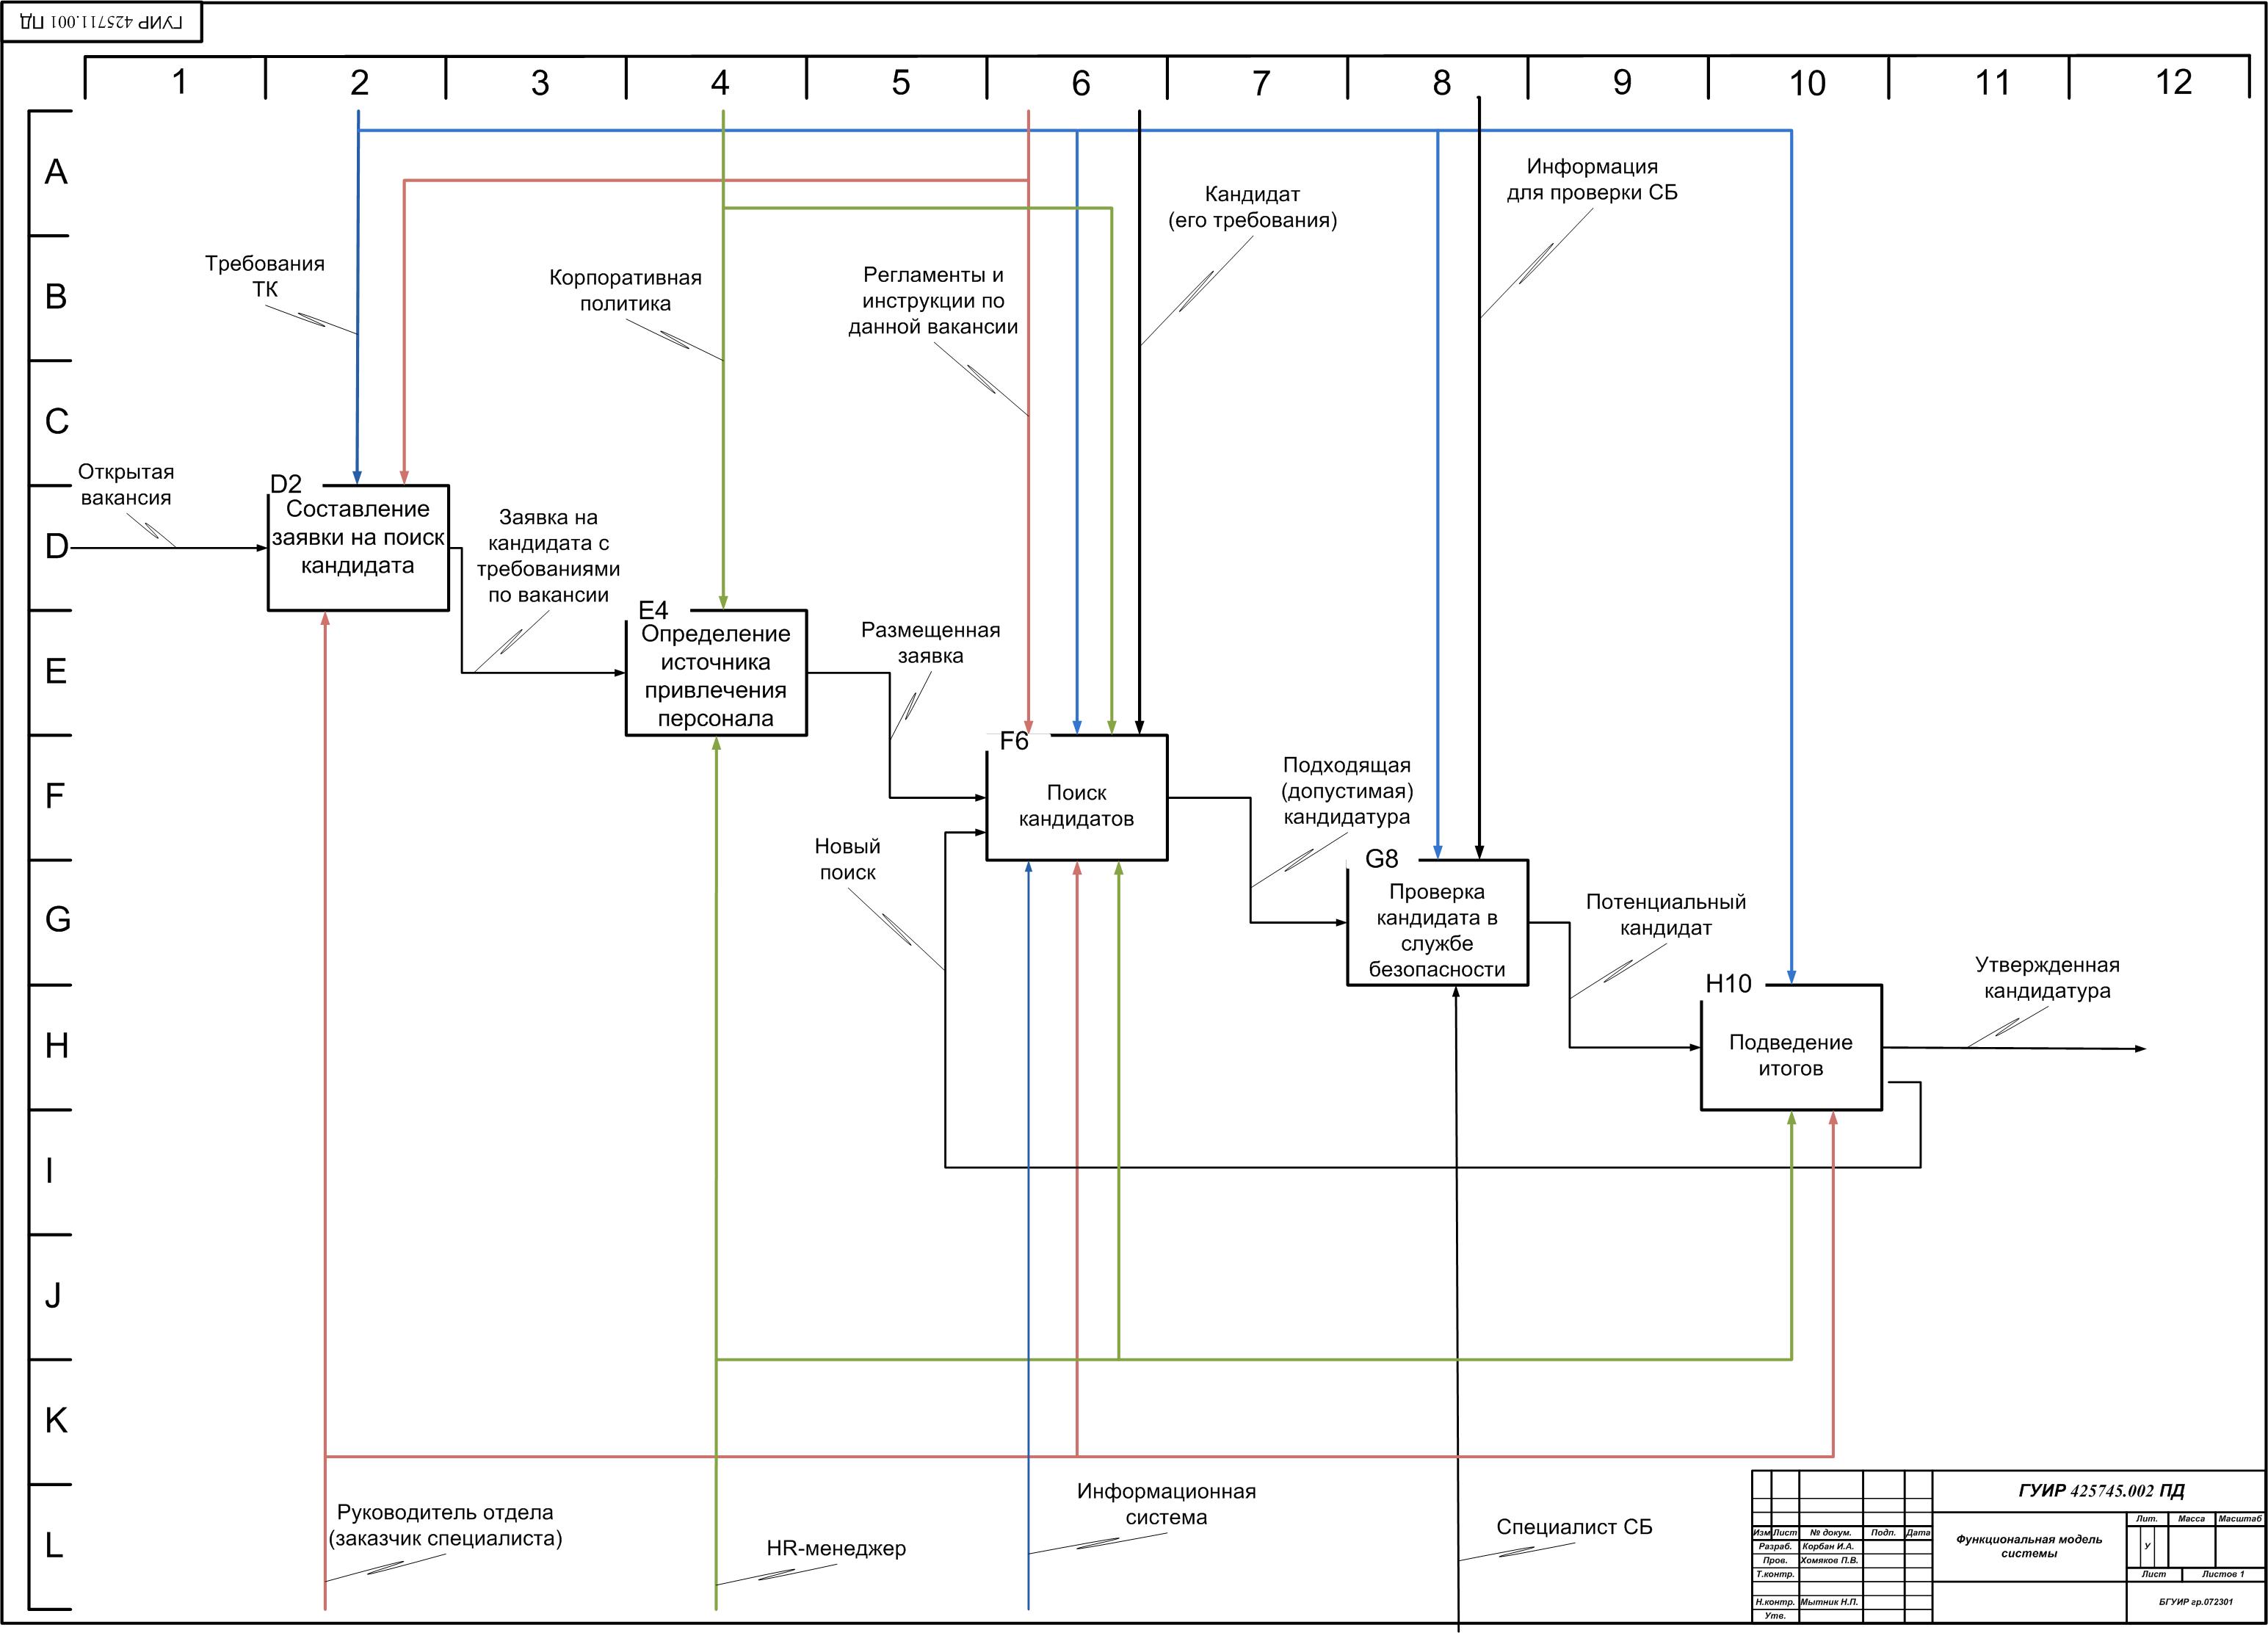 ГУИР 425711.001 ПД
1 2 3 4 5 6 7 8 9 10 11 12
A
B
C
D
E
F
G
H
I
J
K
L
Требования
ТК
Корпоративная
политика
Регламенты и
инструкции по
данной вакансии
Кандидат
(его требования)
Информация
для проверки СБ
Открытая
вакансия
D2
Составление
заявки на поиск
кандидата
Заявка на
кандидата с
требованиями
по вакансии
E4
Определение
источника
привлечения
персонала
Размещенная
заявка
F6
Поиск
кандидатов
Новый
поиск
Подходящая
(допустимая)
кандидатура
G8
Проверка
кандидата в
службе
безопасности
Потенциальный
кандидат
H10
Подведение
итогов
Утвержденная
кандидатура
Руководитель отдела
(заказчик специалиста)
HR-менеджер
Информационная
система
Специалист СБ
ГУИР 425745.002 ПД
Изм Лист № докум. Подп. Дата
Разраб. Корбан И.А.
Пров. Хомяков П.В.
Т.контр.
Н.контр. Мытник Н.П.
Утв.
Функциональная модель
системы
Лит. Масса Масштаб
У
Лист Листов 1
БГУИР гр.072301